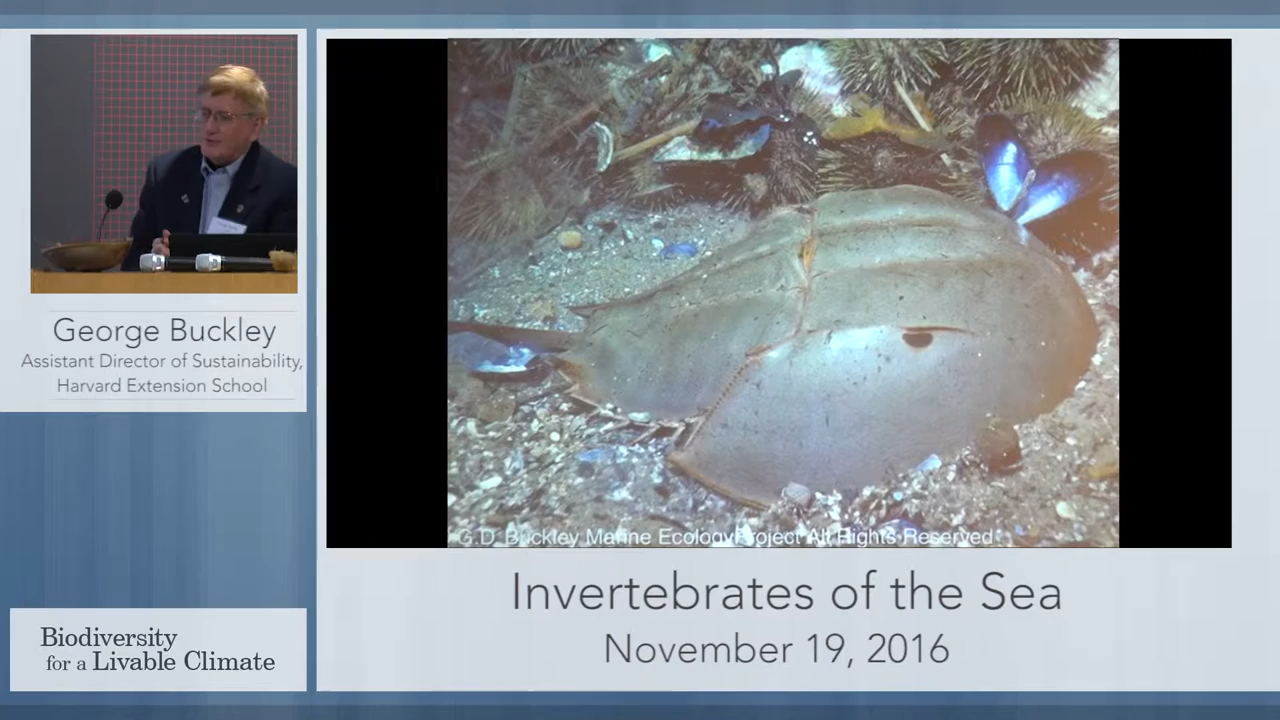 George Buckley
Assistant Director of Sustainability,
Harvard Extension School
G.D. Buckley Marine Ecology Project All Rights Reserved
Invertebrates of the Sea
November 19, 2016
Biodiversity
for a Livable Climate